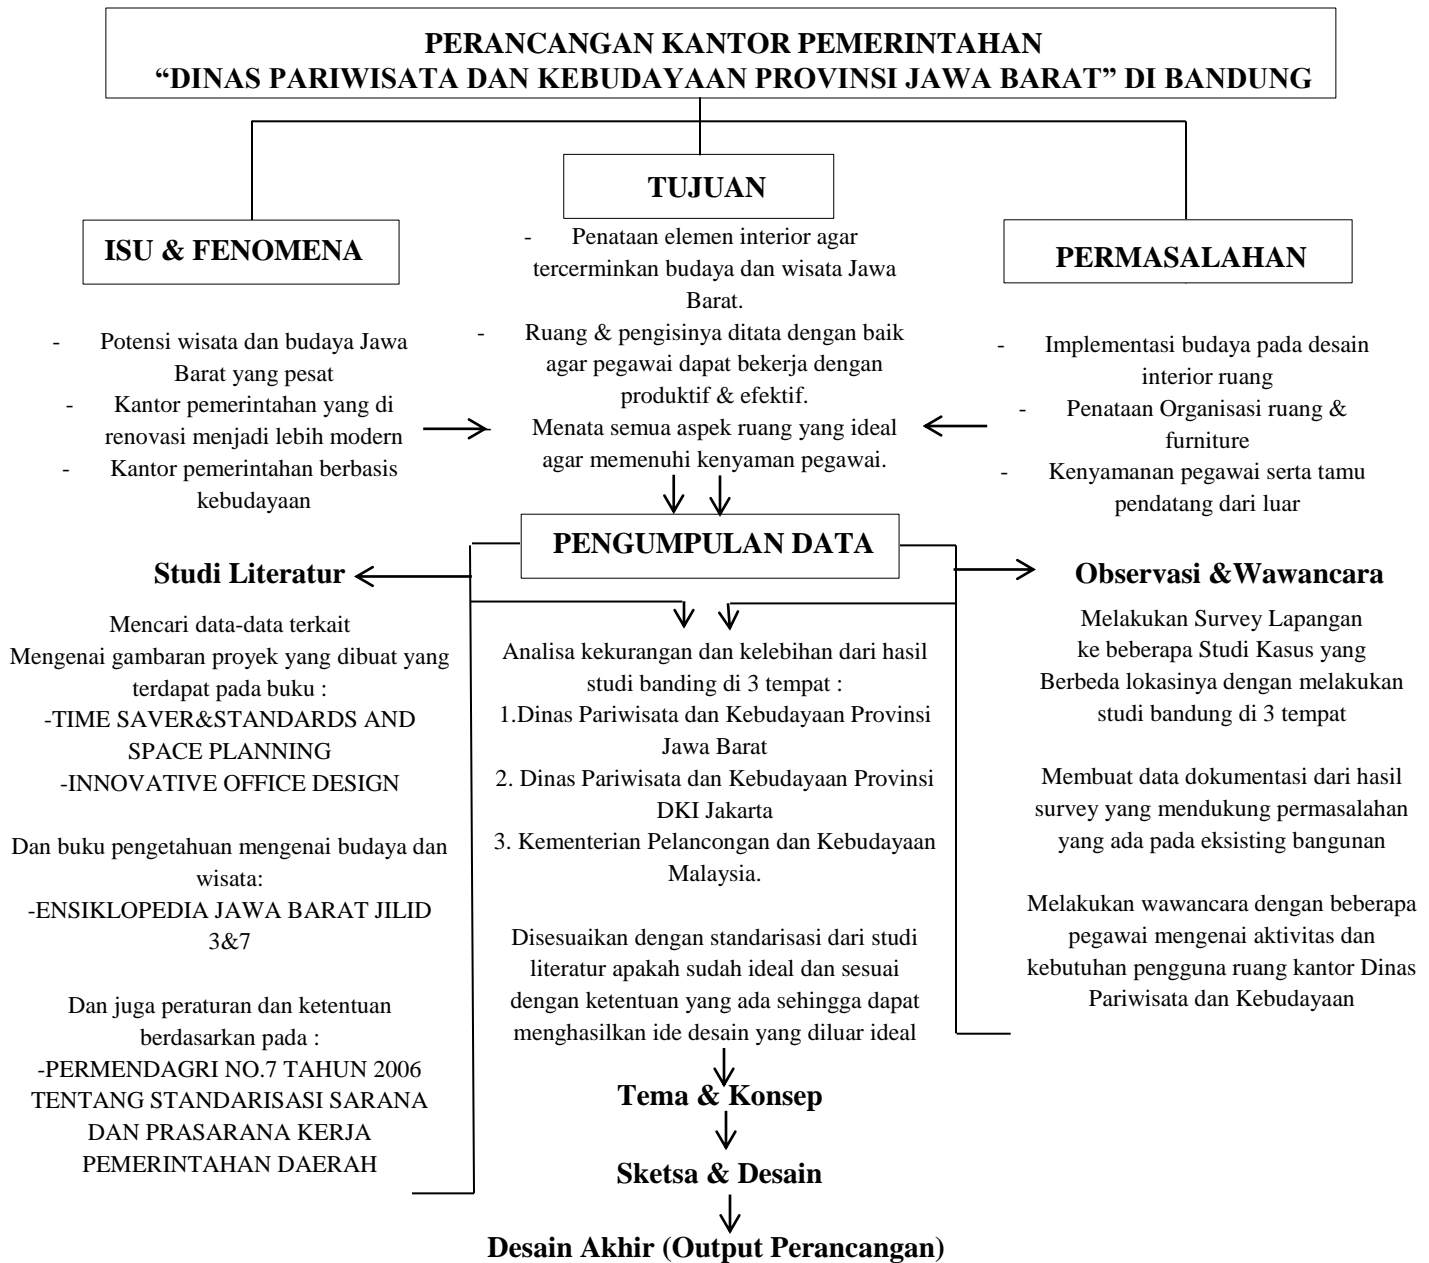 PERANCANGAN KANTOR PEMERINTAHAN
“DINAS PARIWISATA DAN KEBUDAYAAN PROVINSI JAWA BARAT” DI BANDUNG
ISU & FENOMENA
- Potensi wisata dan budaya Jawa
Barat yang pesat
- Kantor pemerintahan yang di
renovasi menjadi lebih modern
- Kantor pemerintahan berbasis
kebudayaan
TUJUAN
- Penataan elemen interior agar
tercerminkan budaya dan wisata Jawa
Barat.
- Ruang & pengisinya ditata dengan baik
agar pegawai dapat bekerja dengan
produktif & efektif.
- Menata semua aspek ruang yang ideal
agar memenuhi kenyaman pegawai.
PERMASALAHAN
- Implementasi budaya pada desain
interior ruang
- Penataan Organisasi ruang &
furniture
- Kenyamanan pegawai serta tamu
pendatang dari luar
PENGUMPULAN DATA
Studi Literatur
Mencari data-data terkait
Mengenai gambaran proyek yang dibuat yang
terdapat pada buku :
-TIME SAVER&STANDARDS AND
SPACE PLANNING
-INNOVATIVE OFFICE DESIGN
Dan buku pengetahuan mengenai budaya dan
wisata:
-ENSIKLOPEDIA JAWA BARAT JILID
3&7
Dan juga peraturan dan ketentuan
berdasarkan pada :
-PERMENDAGRI NO.7 TAHUN 2006
TENTANG STANDARISASI SARANA
DAN PRASARANA KERJA
PEMERINTAHAN DAERAH
Analisa kekurangan dan kelebihan dari hasil
studi banding di 3 tempat :
1.Dinas Pariwisata dan Kebudayaan Provinsi
Jawa Barat
2. Dinas Pariwisata dan Kebudayaan Provinsi
DKI Jakarta
3. Kementerian Pelancongan dan Kebudayaan
Malaysia.
Disesuaikan dengan standarisasi dari studi
literatur apakah sudah ideal dan sesuai
dengan ketentuan yang ada sehingga dapat
menghasilkan ide desain yang diluar ideal
Observasi &Wawancara
Melakukan Survey Lapangan
ke beberapa Studi Kasus yang
Berbeda lokasinya dengan melakukan
studi bandung di 3 tempat
Membuat data dokumentasi dari hasil
survey yang mendukung permasalahan
yang ada pada eksisting bangunan
Melakukan wawancara dengan beberapa
pegawai mengenai aktivitas dan
kebutuhan pengguna ruang kantor Dinas
Pariwisata dan Kebudayaan
Tema & Konsep
Sketsa & Desain
Desain Akhir (Output Perancangan)